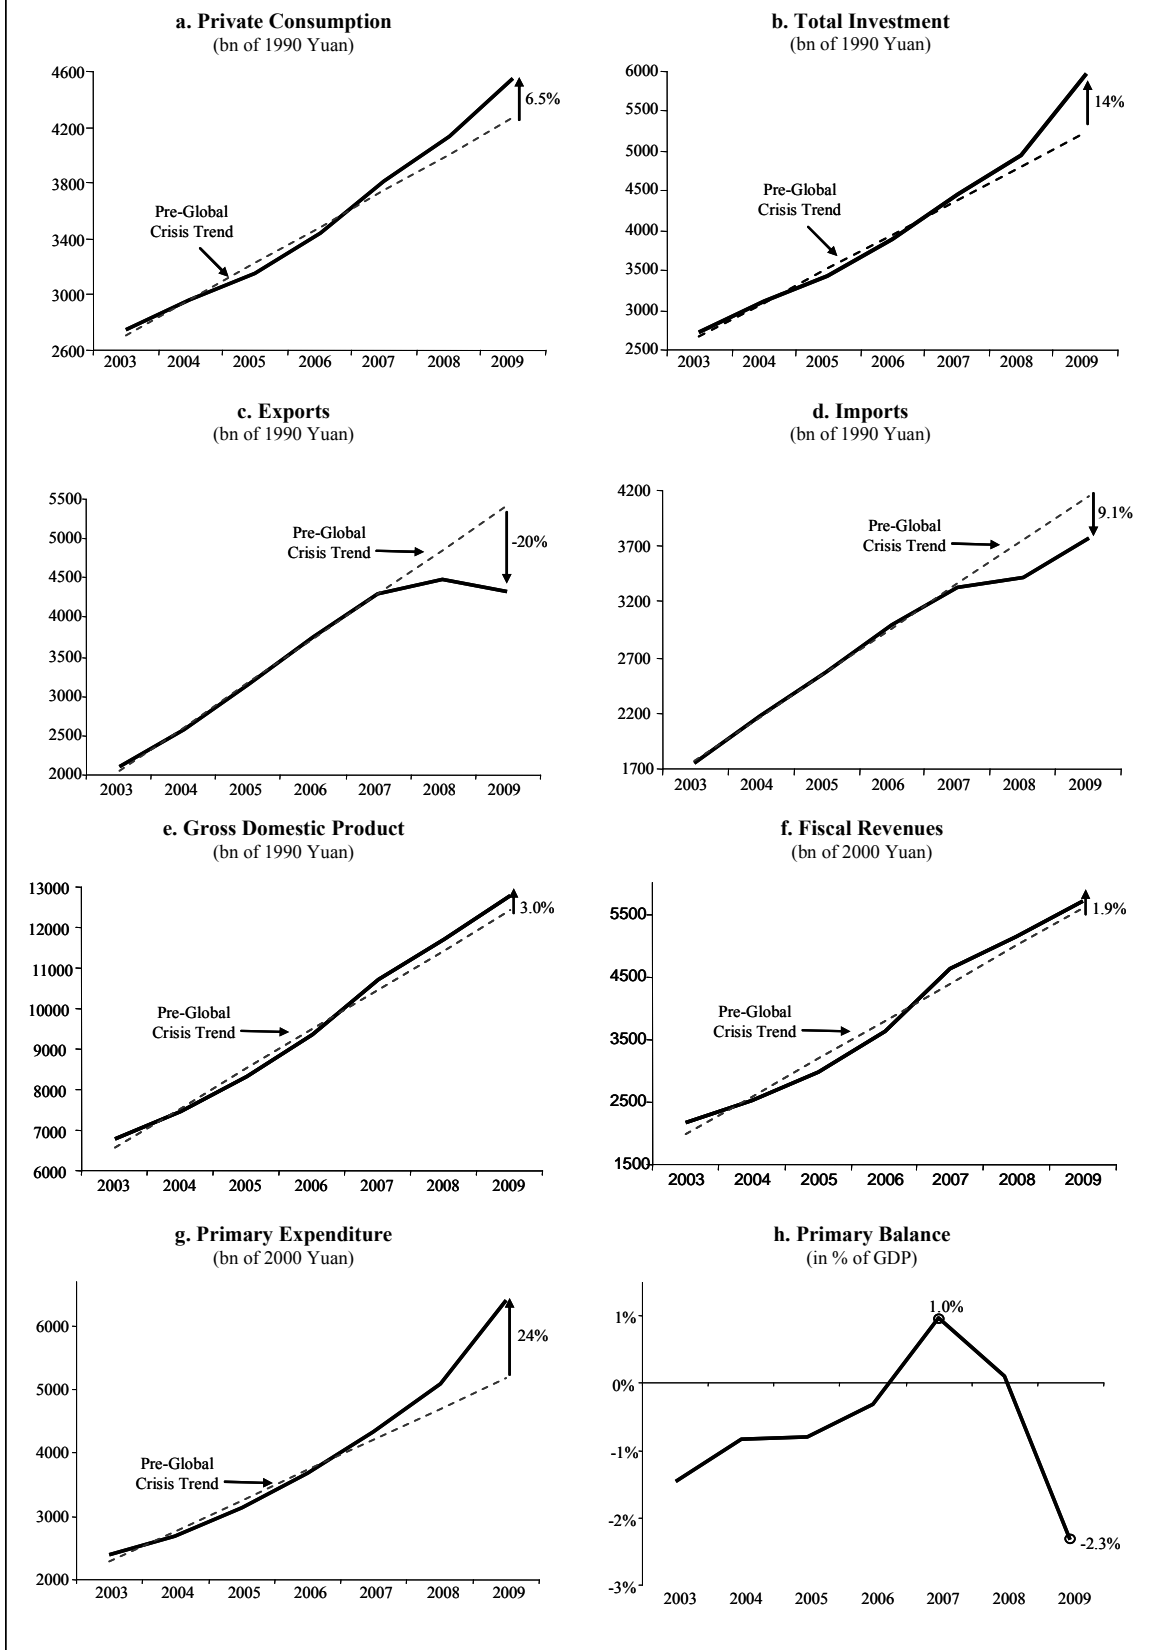 a. Private Consumption
(bn of 1990 Yuan)
4600
4200
3800
3400
3000
2600
6.5%
Pre-Global
Crisis Trend
2003 2004 2005 2006 2007 2008 2009
b. Total Investment
(bn of 1990 Yuan)
6000
5500
5000
4500
4000
3500
3000
2500
14%
Pre-Global
Crisis Trend
2003 2004 2005 2006 2007 2008 2009
c. Exports
(bn of 1990 Yuan)
5500
5000
4500
4000
3500
3000
2500
2000
Pre-Global
Crisis Trend
-20%
2003 2004 2005 2006 2007 2008 2009
d. Imports
(bn of 1990 Yuan)
4200
3700
3200
2700
2200
1700
Pre-Global
Crisis Trend
9.1%
2003 2004 2005 2006 2007 2008 2009
e. Gross Domestic Product
(bn of 1990 Yuan)
13000
12000
11000
10000
9000
8000
7000
6000
3.0%
Pre-Global
Crisis Trend
2003 2004 2005 2006 2007 2008 2009
f. Fiscal Revenues
(bn of 2000 Yuan)
5500
4500
3500
2500
1500
1.9%
Pre-Global
Crisis Trend
2003 2004 2005 2006 2007 2008 2009
g. Primary Expenditure
(bn of 2000 Yuan)
6000
5000
4000
3000
2000
24%
Pre-Global
Crisis Trend
2003 2004 2005 2006 2007 2008 2009
h. Primary Balance
(in % of GDP)
1%
0%
-1%
-2%
-3%
1.0%
-2.3%
2003 2004 2005 2006 2007 2008 2009